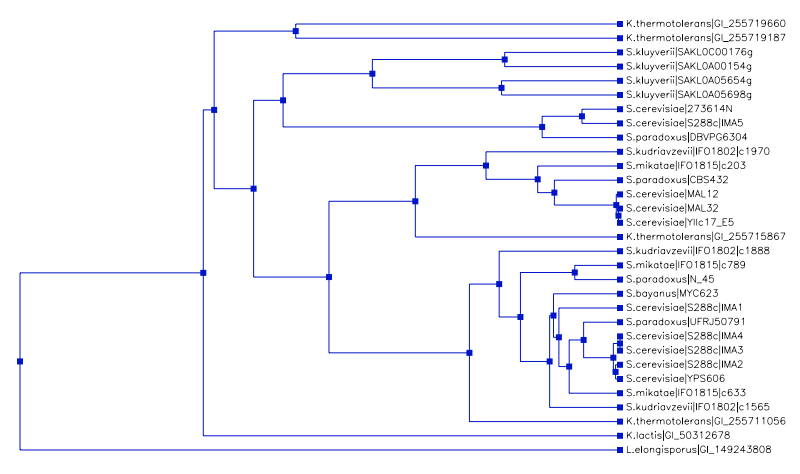 K.thermotolerans|GI_255719660
K.thermotolerans|GI_255719187
S.kluyverii|SAKL0C00176g
S.kluyverii|SAKL0A00154g
S.kluyverii|SAKL0A05654g
S.kluyverii|SAKL0A05698g
S.cerevisiae|273614N
S.cerevisiae|S288c|IMA5
S.paradoxus|DBVPG6304
S.kudriavzevii|IFO1802|c1970
S.mikatae|IFO1815|c203
S.paradoxus|CBS432
S.cerevisiae|MAL12
S.cerevisiae|MAL32
S.cerevisiae|YIlc17_E5
K.thermotolerans|GI_255715867
S.kudriavzevii|IFO1802|c1888
S.mikatae|IFO1815|c789
S.paradoxus|N_45
S.bayanus|MYC623
S.cerevisiae|S288c|IMA1
S.paradoxus|UFRJ50791
S.cerevisiae|S288c|IMA4
S.cerevisiae|S288c|IMA3
S.cerevisiae|S288c|IMA2
S.cerevisiae|YPS606
S.mikatae|IFO1815|c633
S.kudriavzevii|IFO1802|c1565
K.thermotolerans|GI_255711056
K.lactis|GI_50312678
L.elongisporus|GI_149243808